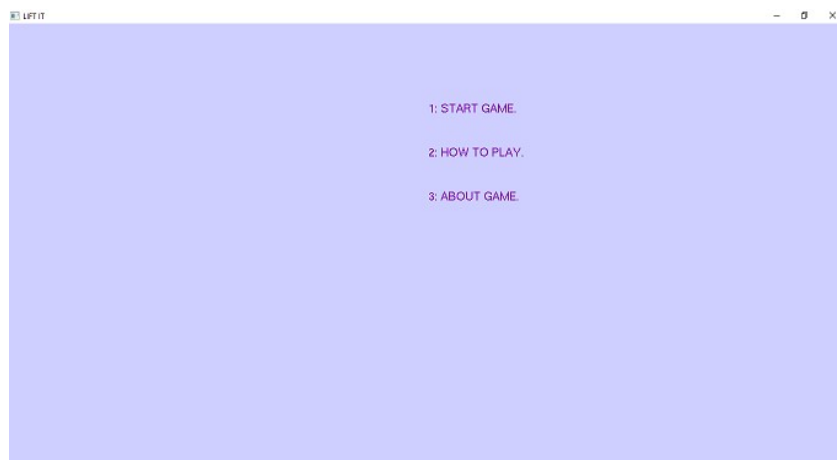 LIFT IT
1: START GAME.
2: HOW TO PLAY.
3: ABOUT GAME.